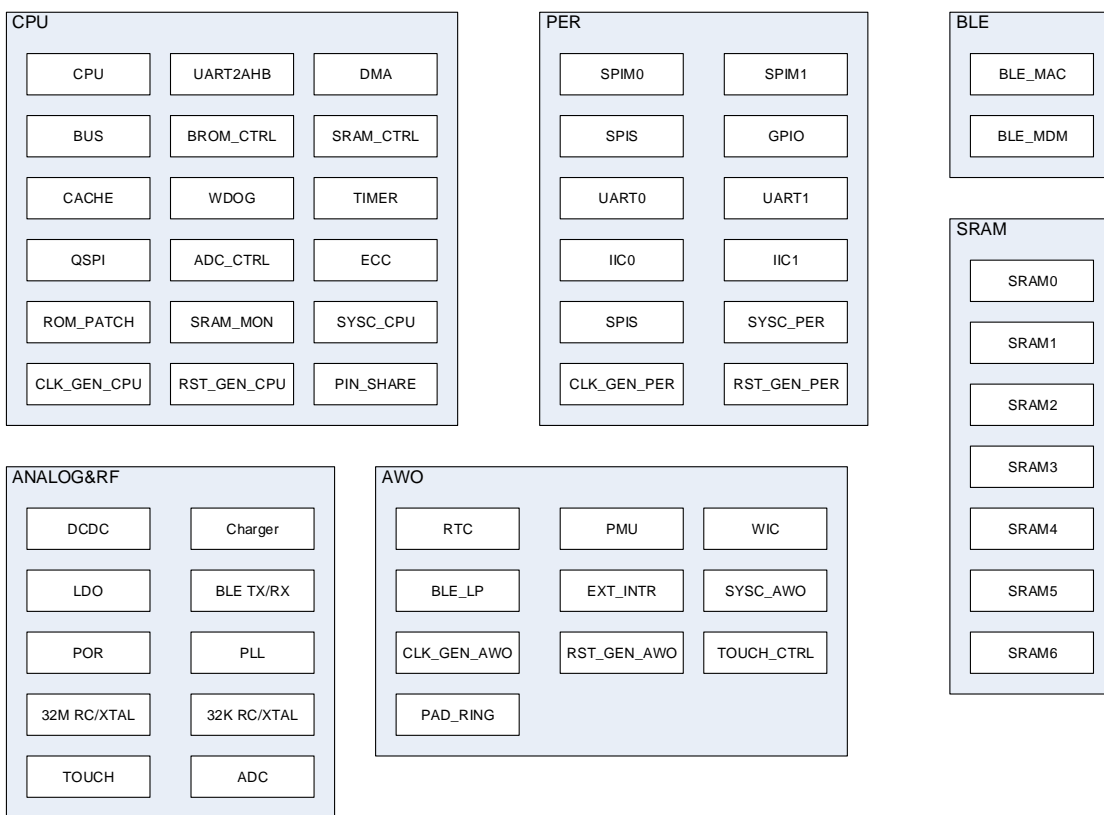 CPU
CPU
UART2AHB
DMA
BUS
BROM_CTRL
SRAM_CTRL
CACHE
WDOG
TIMER
QSPI
ADC_CTRL
ECC
ROM_PATCH
SRAM_MON
SYSC_CPU
CLK_GEN_CPU
RST_GEN_CPU
PIN_SHARE
PER
SPIM0
SPIM1
SPIS
GPIO
UART0
UART1
IIC0
IIC1
SPIS
SYSC_PER
CLK_GEN_PER
RST_GEN_PER
BLE
BLE_MAC
BLE_MDM
SRAM
SRAM0
SRAM1
SRAM2
SRAM3
SRAM4
SRAM5
SRAM6
ANALOG&RF
DCDC
Charger
LDO
BLE TX/RX
POR
PLL
32M RC/XTAL
32K RC/XTAL
TOUCH
ADC
AWO
RTC
PMU
WIC
BLE_LP
EXT_INTR
SYSC_AWO
CLK_GEN_AWO
RST_GEN_AWO
TOUCH_CTRL
PAD_RING